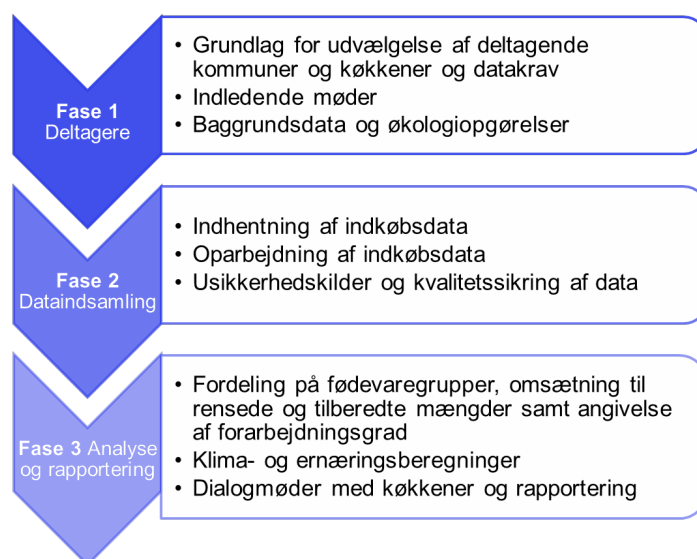 Fase 1
Deltagere
• Grundlag for udvælgelse af deltagende
kommuner og køkkener og datakrav
• Indledende møder
• Baggrundsdata og økologiopgørelser
Fase 2
Dataindsamling
• Indhentning af indkøbsdata
• Oparbejdning af indkøbsdata
• Usikkerhedskilder og kvalitetssikring af data
Fase 3 Analyse
og rapportering
• Fordeling på fødevaregrupper, omsætning til
rensede og tilberedte mængder samt angivelse
af forarbejdningsgrad
• Klima- og ernæringsberegninger
• Dialogmøder med køkkener og rapportering